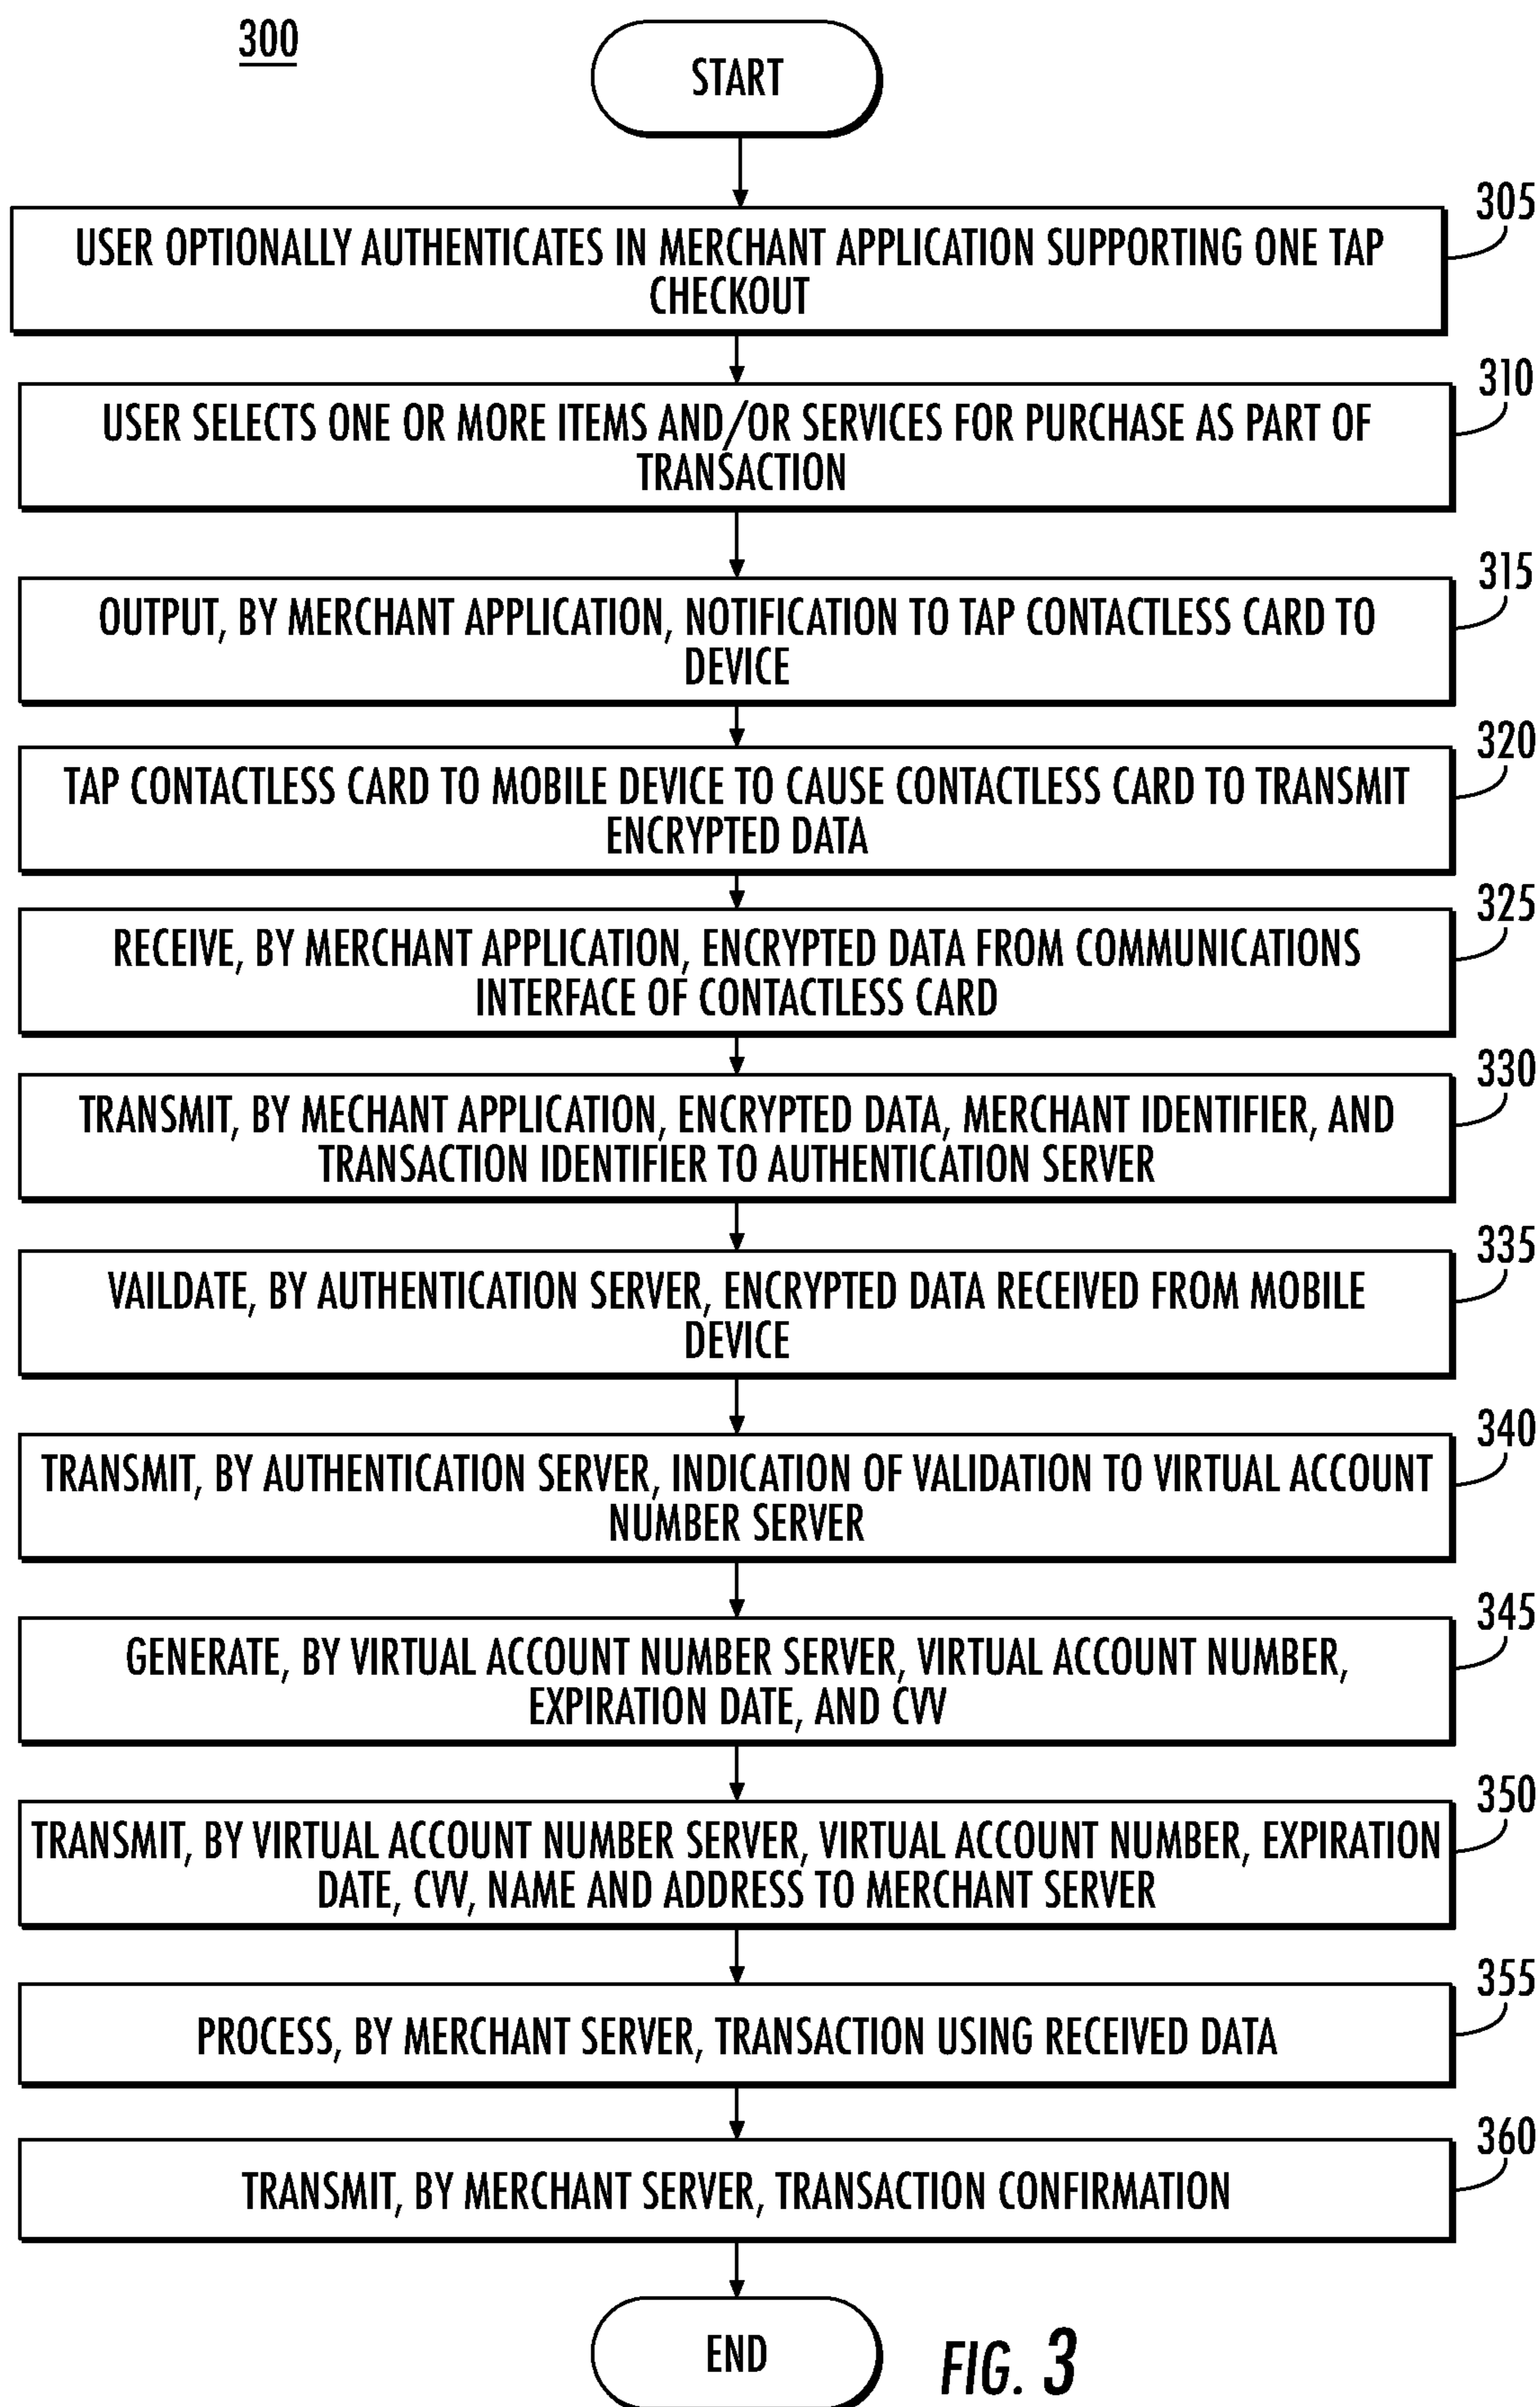 300
START
305
USER OPTIONALLY AUTHENTICATES IN MERCHANT APPLICATION SUPPORTING ONE TAP
CHECKOUT
310
USER SELECTS ONE OR MORE ITEMS AND/OR SERVICES FOR PURCHASE AS PART OF
TRANSACTION
315
OUTPUT, BY MERCHANT APPLICATION, NOTIFICATION TO TAP CONTACTLESS CARD TO
DEVICE
320
TAP CONTACTLESS CARD TO MOBILE DEVICE TO CAUSE CONTACTLESS CARD TO TRANSMIT
ENCRYPTED DATA
325
RECEIVE, BY MERCHANT APPLICATION, ENCRYPTED DATA FROM COMMUNICATIONS
INTERFACE OF CONTACTLESS CARD
330
TRANSMIT, BY MECHANT APPLICATION, ENCRYPTED DATA, MERCHANT IDENTIFIER, AND
TRANSACTION IDENTIFIER TO AUTHENTICATION SERVER
335
VAILDATE, BY AUTHENTICATION SERVER, ENCRYPTED DATA RECEIVED FROM MOBILE
DEVICE
340
TRANSMIT, BY AUTHENTICATION SERVER, INDICATION OF VALIDATION TO VIRTUAL ACCOUNT
NUMBER SERVER
345
GENERATE, BY VIRTUAL ACCOUNT NUMBER SERVER, VIRTUAL ACCOUNT NUMBER,
EXPIRATION DATE, AND CVV
350
TRANSMIT, BY VIRTUAL ACCOUNT NUMBER SERVER, VIRTUAL ACCOUNT NUMBER, EXPIRATION
DATE, CVV, NAME AND ADDRESS TO MERCHANT SERVER
355
PROCESS, BY MERCHANT SERVER, TRANSACTION USING RECEIVED DATA
360
TRANSMIT, BY MERCHANT SERVER, TRANSACTION CONFIRMATION
END
FIG. 3